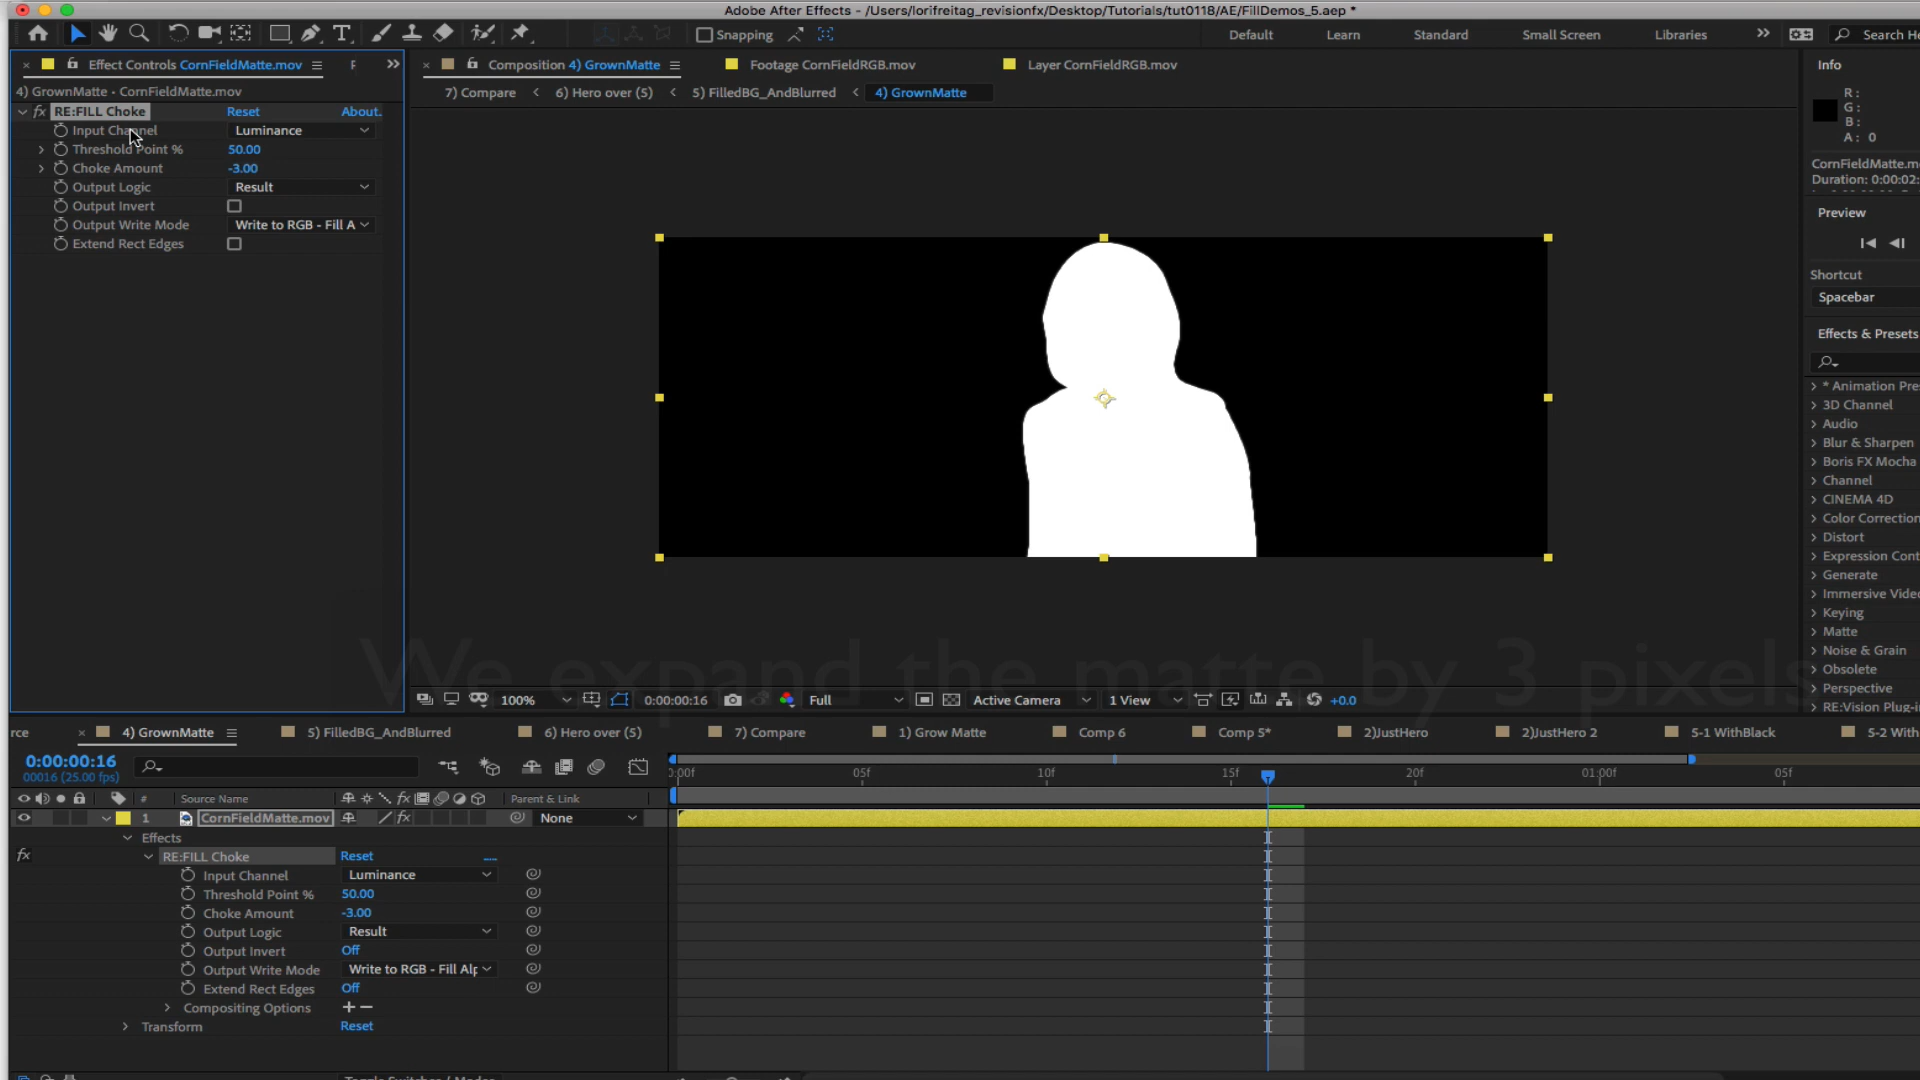 Adobe After Effects - /Users/lorifreitag_revisionfx/Desktop/Tutorials/tut0118/AE/FillDemos_5.aep *
Snapping
Default
Learn
Standard
Small Screen
Libraries
Search He
Effect Controls CornFieldMatte.mov
4) GrownMatte • CornFieldMatte.mov
fx RE:FILL Choke Reset About.
Input Channel Luminance
Threshold Point % 50.00
Choke Amount -3.00
Output Logic Result
Output Invert
Output Write Mode Write to RGB - Fill A
Extend Rect Edges
Composition 4) GrownMatte
Footage CornFieldRGB.mov
Layer CornFieldRGB.mov
7) Compare < 6) Hero over (5) < 5) FilledBG_AndBlurred < 4) GrownMatte
We expand the matte by 3 pixels
100%
0:00:00:16
Full
Active Camera
1 View
+0.0
Info
R :
G :
B :
A : 0
CornFieldMatte.m
Duration: 0:00:02:
Preview
Shortcut
Spacebar
Effects & Presets
* Animation Pre
3D Channel
Audio
Blur & Sharpen
Boris FX Mocha
Channel
CINEMA 4D
Color Correction
Distort
Expression Cont
Generate
Immersive Video
Keying
Matte
Noise & Grain
Obsolete
Perspective
RE:Vision Plug-i
rce
4) GrownMatte
5) FilledBG_AndBlurred
6) Hero over (5)
7) Compare
1) Grow Matte
Comp 6
Comp 5*
2)JustHero
2)JustHero 2
5-1 WithBlack
5-2 With
0:00:00:16
00016 (25.00 fps)
:00f 05f 10f 15f 20f 01:00f 05f
# Source Name fx Parent & Link
1 CornFieldMatte.mov fx None
Effects
fx RE:FILL Choke Reset
Input Channel Luminance
Threshold Point % 50.00
Choke Amount -3.00
Output Logic Result
Output Invert Off
Output Write Mode Write to RGB - Fill Alp
Extend Rect Edges Off
Compositing Options + −
Transform Reset
Toggle Switches / Modes